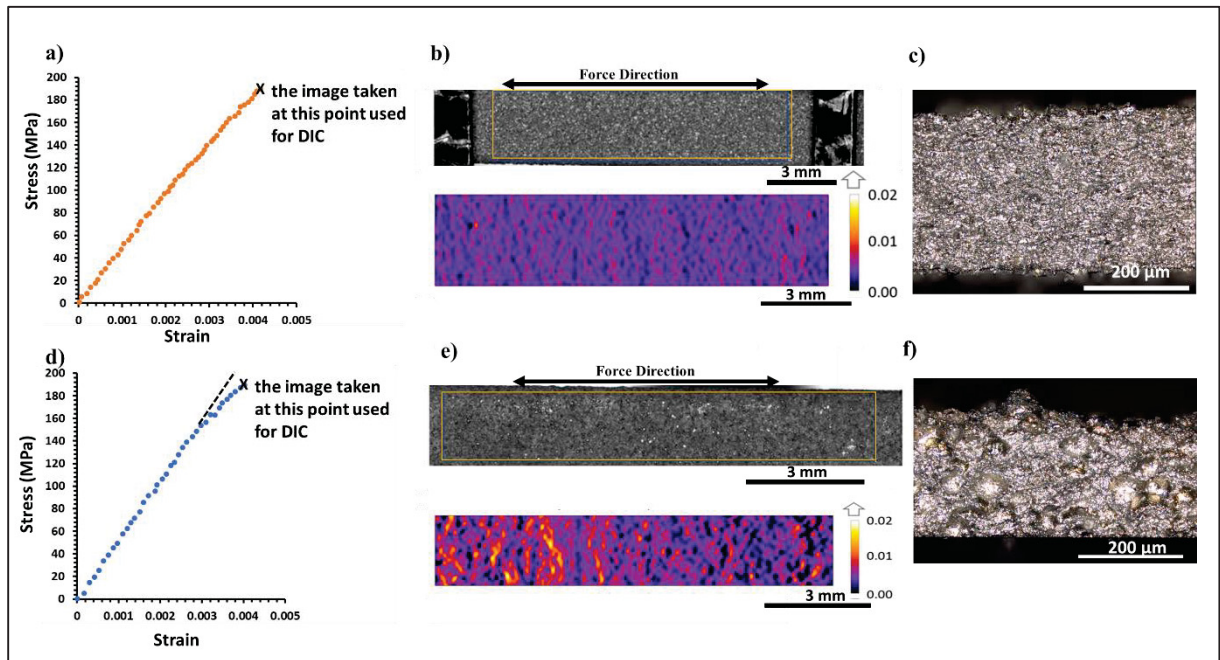 a)
200
180
160
140
120
100
80
60
40
20
0
Stress (MPa)
0 0.001 0.002 0.003 0.004 0.005
Strain
X the image taken
at this point used
for DIC
b)
Force Direction
3 mm
0.02
0.01
0.00
3 mm
c)
200 µm
d)
200
180
160
140
120
100
80
60
40
20
0
Stress (MPa)
0 0.001 0.002 0.003 0.004 0.005
Strain
X the image taken
at this point used
for DIC
e)
Force Direction
3 mm
0.02
0.01
0.00
3 mm
f)
200 µm